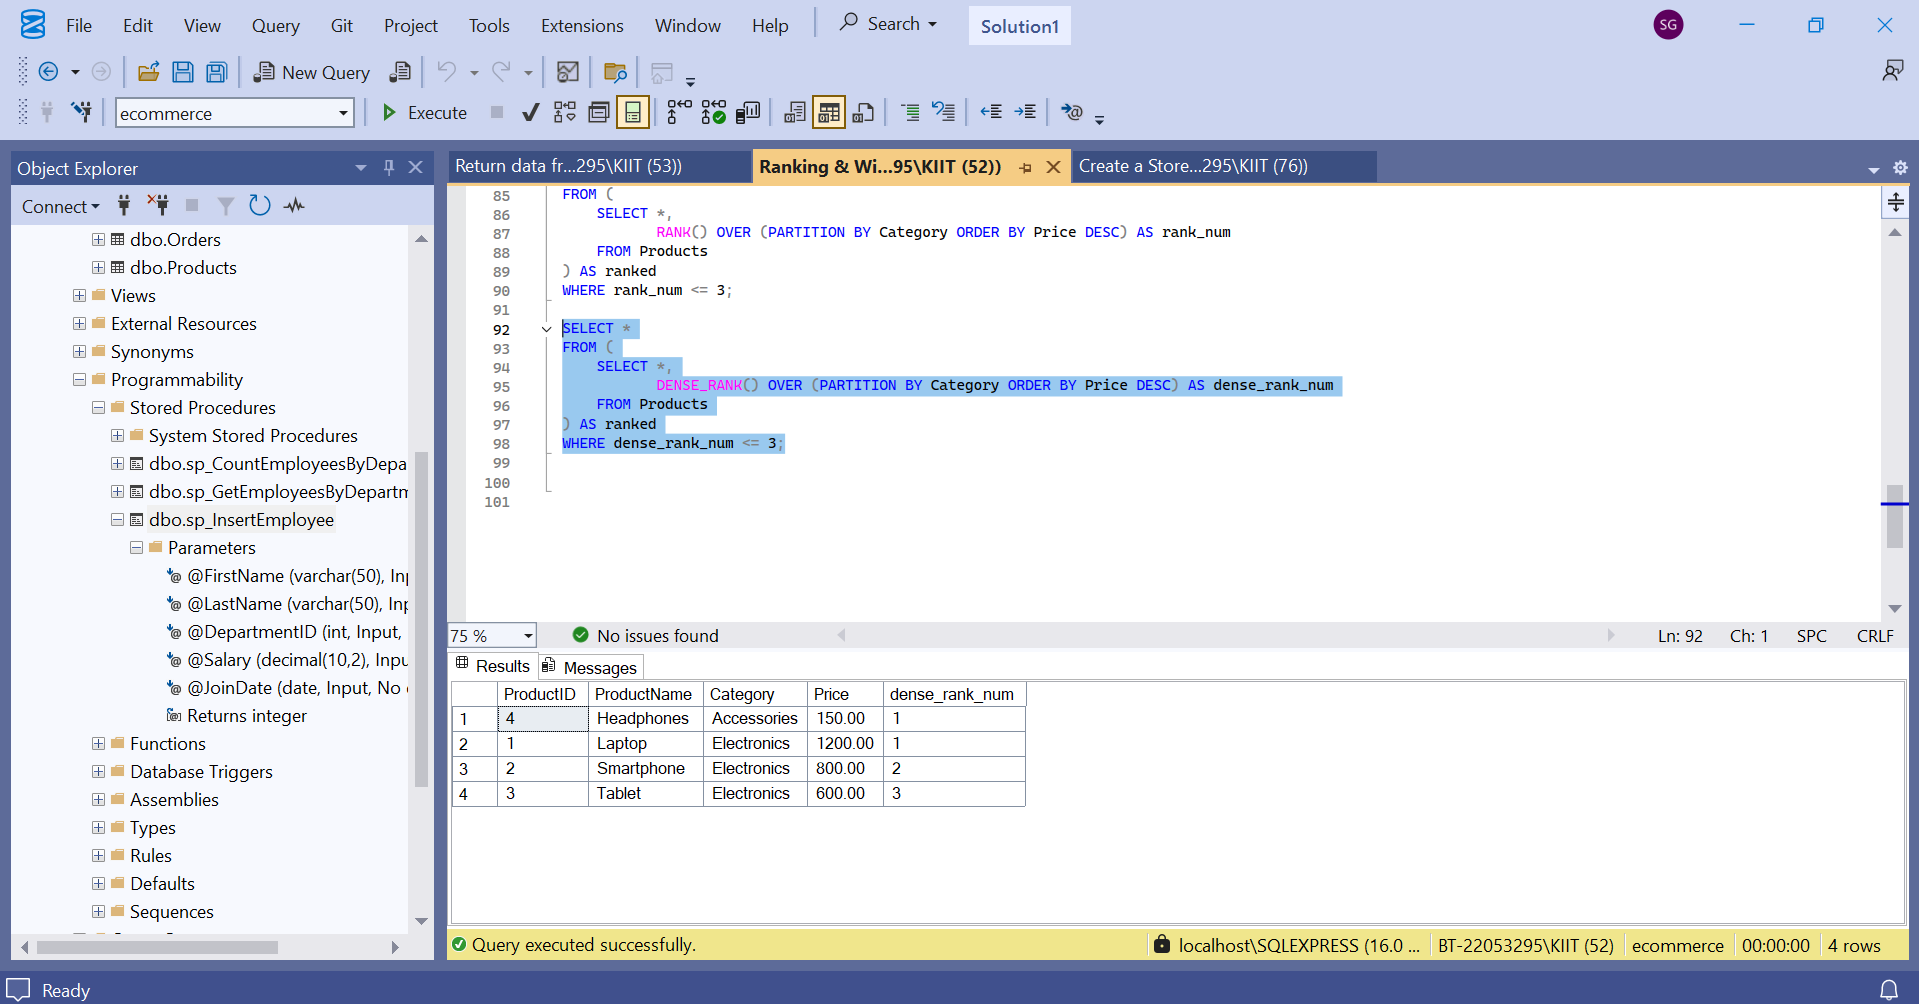 File Edit View Query Git Project Tools Extensions Window Help Search Solution1 SG
New Query
ecommerce Execute
Object Explorer
Connect
dbo.Orders
dbo.Products
Views
External Resources
Synonyms
Programmability
Stored Procedures
System Stored Procedures
dbo.sp_CountEmployeesByDepa
dbo.sp_GetEmployeesByDepartm
dbo.sp_InsertEmployee
Parameters
@FirstName (varchar(50), Inp
@LastName (varchar(50), Inp
@DepartmentID (int, Input,
@Salary (decimal(10,2), Inpu
@JoinDate (date, Input, No
Returns integer
Functions
Database Triggers
Assemblies
Types
Rules
Defaults
Sequences
Return data fr...295\KIIT (53)) Ranking & Wi...95\KIIT (52)) Create a Store...295\KIIT (76))
85 FROM (
86 SELECT *,
87 RANK() OVER (PARTITION BY Category ORDER BY Price DESC) AS rank_num
88 FROM Products
89 ) AS ranked
90 WHERE rank_num <= 3;
91
92 SELECT *
93 FROM (
94 SELECT *,
95 DENSE_RANK() OVER (PARTITION BY Category ORDER BY Price DESC) AS dense_rank_num
96 FROM Products
97 ) AS ranked
98 WHERE dense_rank_num <= 3;
99
100
101
75 % No issues found Ln: 92 Ch: 1 SPC CRLF
Results Messages
ProductID ProductName Category Price dense_rank_num
1 4 Headphones Accessories 150.00 1
2 1 Laptop Electronics 1200.00 1
3 2 Smartphone Electronics 800.00 2
4 3 Tablet Electronics 600.00 3
Query executed successfully. localhost\SQLEXPRESS (16.0 ... BT-22053295\KIIT (52) ecommerce 00:00:00 4 rows
Ready